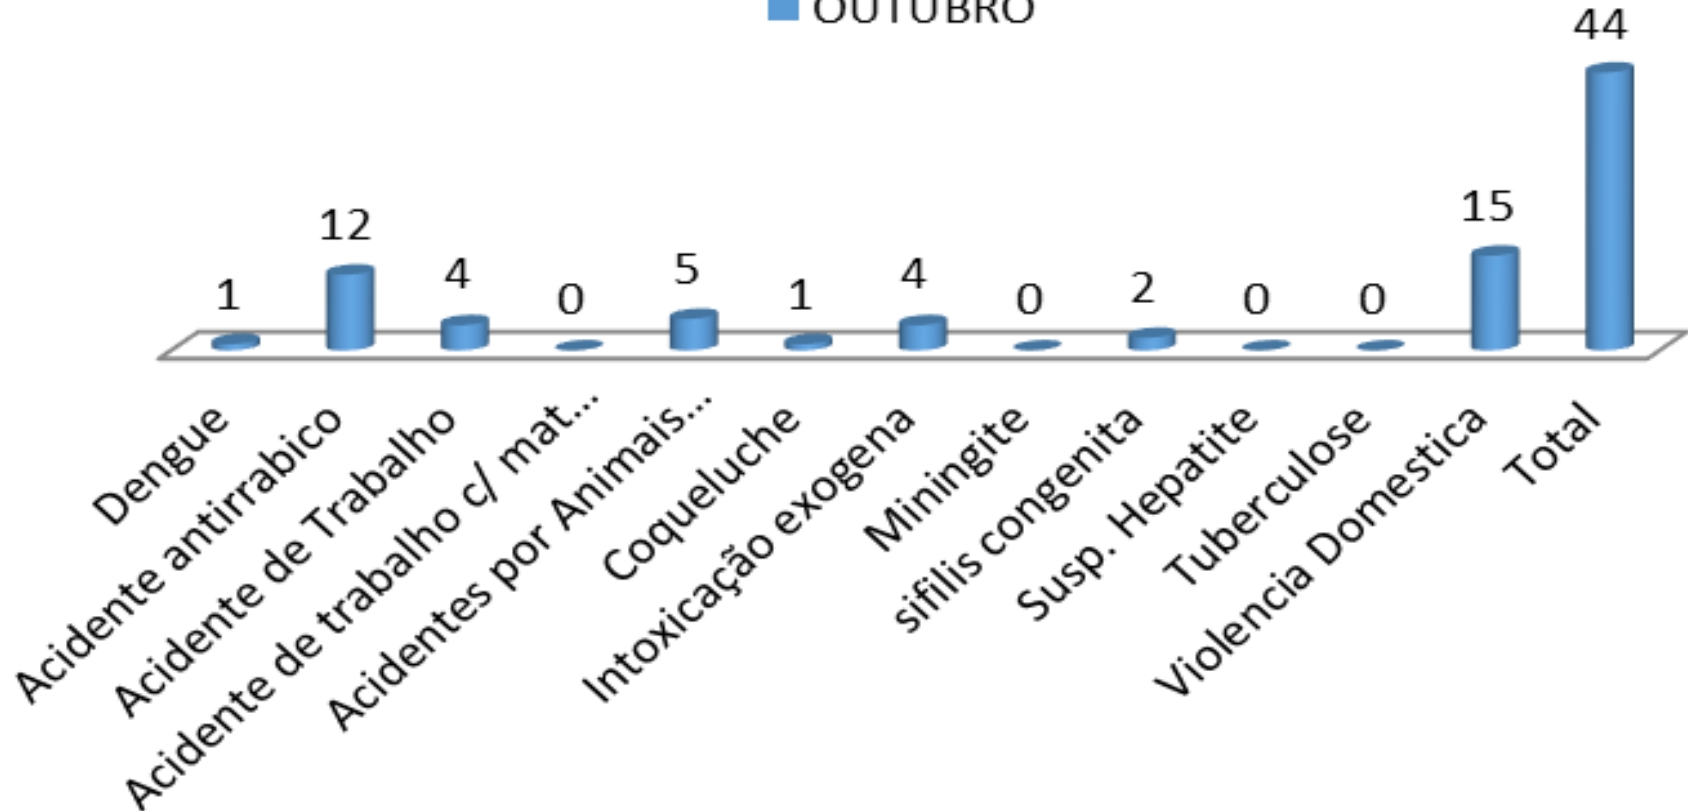 OUTUBRO
44
15
12
1
4
0
5
1
4
0
2
0
0
Dengue
Acidente antirrabico
Acidente de Trabalho
Acidente de trabalho c/ mat...
Acidentes por Animais...
Coqueluche
Intoxicação exogena
Miningite
sifilis congenita
Susp. Hepatite
Tuberculose
Violencia Domestica
Total